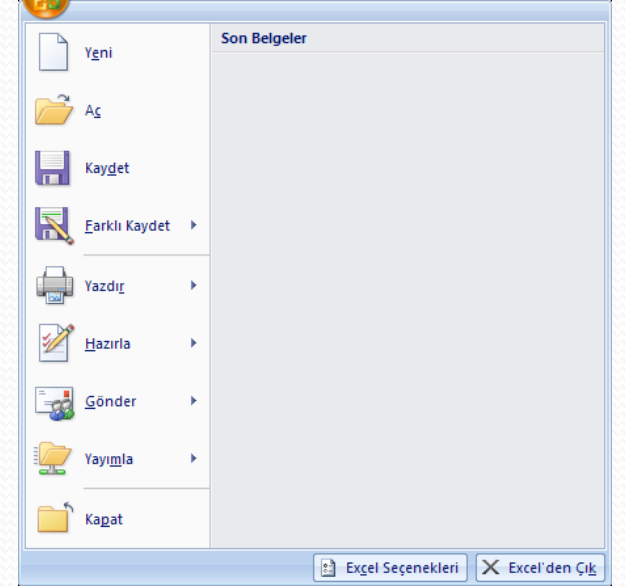 Son Belgeler
Yeni
Aç
Kaydet
Farklı Kaydet
Yazdır
Hazırla
Gönder
Yayımla
Kapat
Excel Seçenekleri
Excel'den Çık